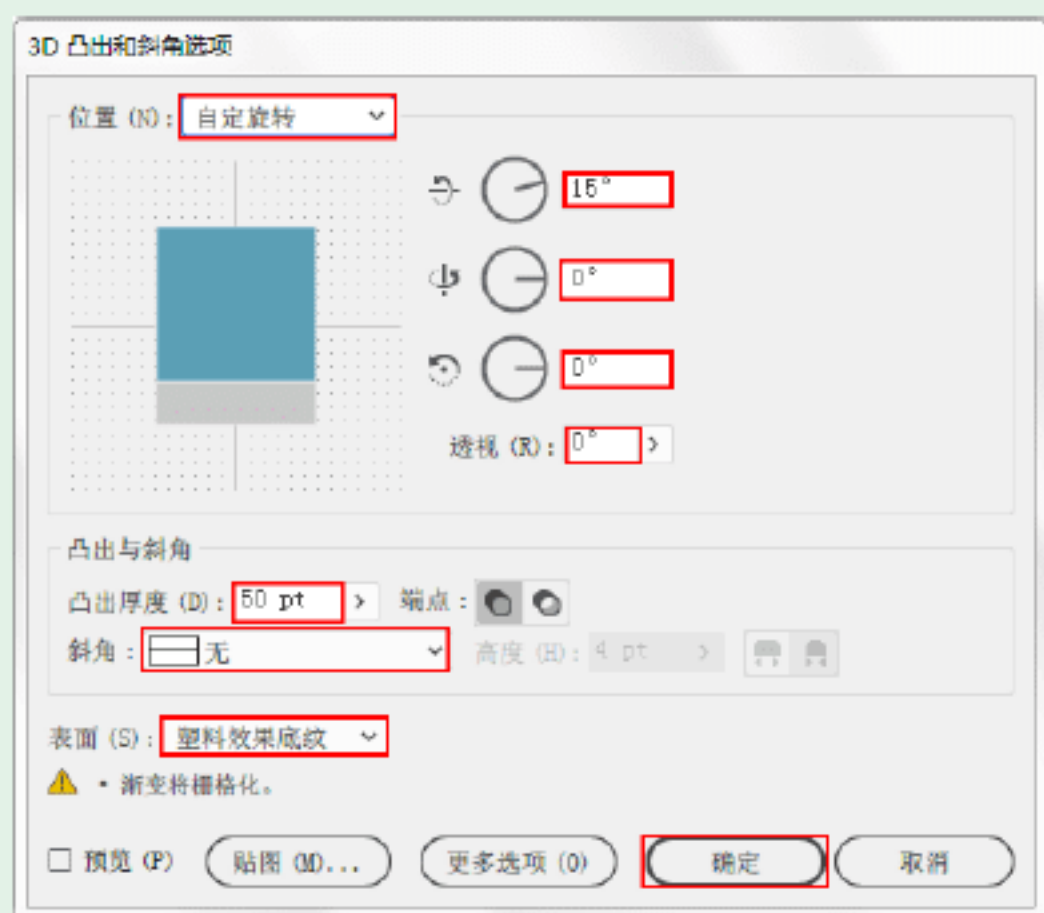 3D 凸出和斜角选项
位置 (N): 自定旋转
15°
0°
0°
透视 (R): 0°
凸出与斜角
凸出厚度 (D): 50 pt 端点:
斜角: 无 高度 (H): 4 pt
表面 (S): 塑料效果底纹
• 渐变将栅格化。
预览 (P) 贴图 (M)... 更多选项 (O) 确定 取消